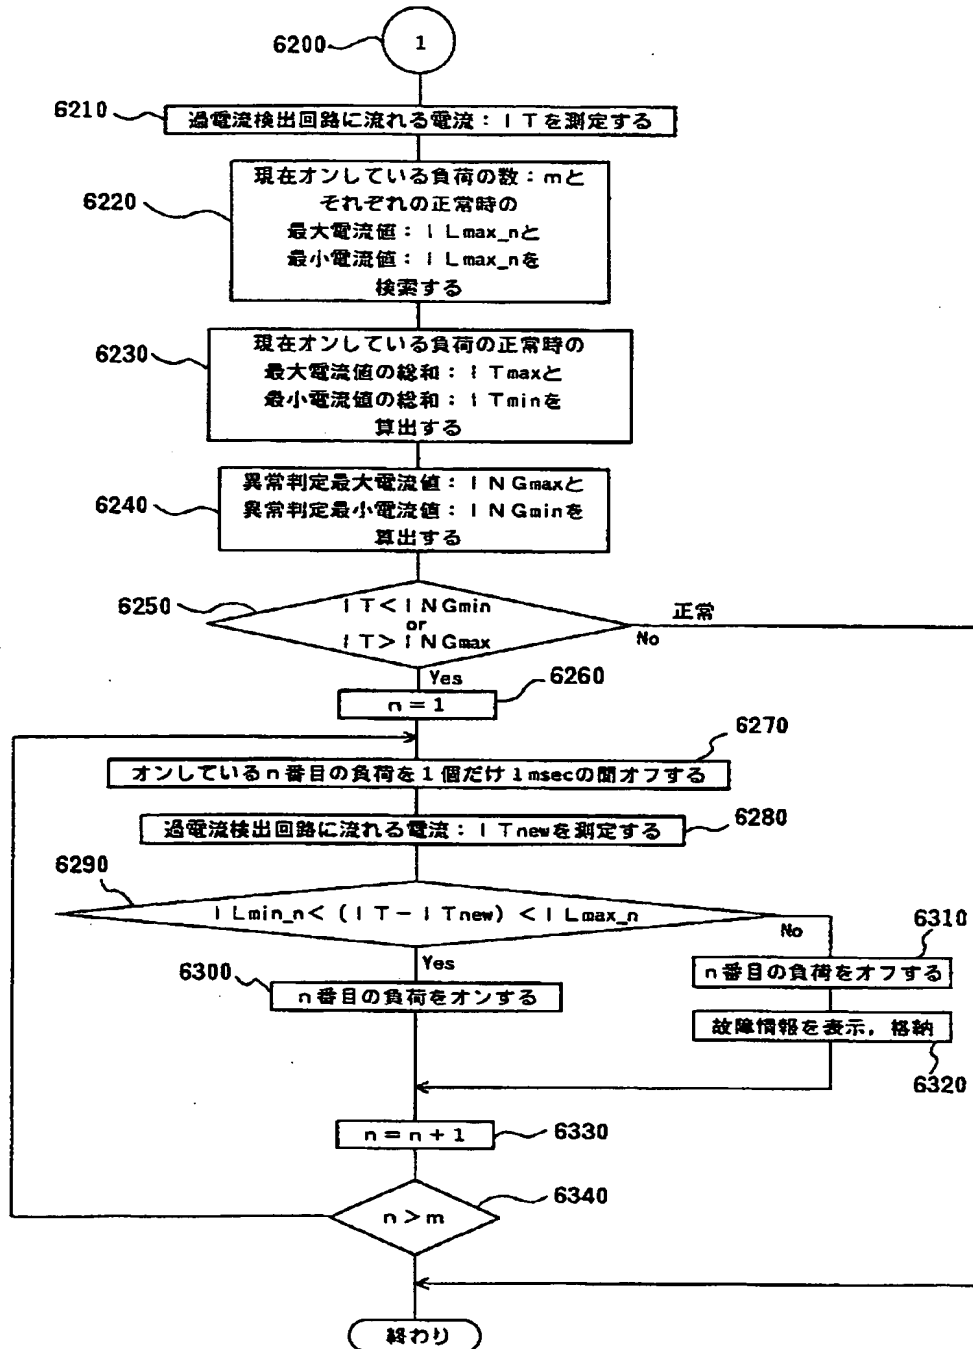 6200
1
6210
過電流検出回路に流れる電流：ITを測定する
6220
現在オンしている負荷の数：mと
それぞれの正常時の
最大電流値：ILmax_nと
最小電流値：ILmax_nを
検索する
6230
現在オンしている負荷の正常時の
最大電流値の総和：ITmaxと
最小電流値の総和：ITminを
算出する
6240
異常判定最大電流値：INGmaxと
異常判定最小電流値：INGminを
算出する
6250
IT<INGmin
or
IT>INGmax
正常
No
Yes
6260
n=1
6270
オンしているn番目の負荷を1個だけ1msecの間オフする
6280
過電流検出回路に流れる電流：ITnewを測定する
6290
ILmin_n<(IT-ITnew)<ILmax_n
No
Yes
6310
n番目の負荷をオフする
6300
n番目の負荷をオンする
故障情報を表示，格納
6320
n=n+1
6330
6340
n>m
終わり